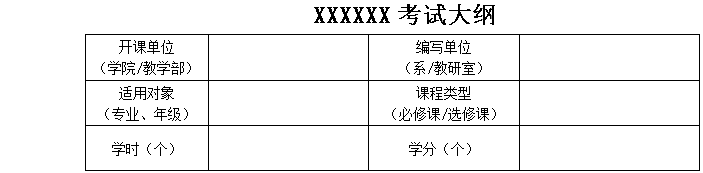 XXXXXX 考试大纲
开课单位
（学院/教学部）
编写单位
（系/教研室）
适用对象
（专业、年级）
课程类型
（必修课/选修课）
学时（个）
学分（个）